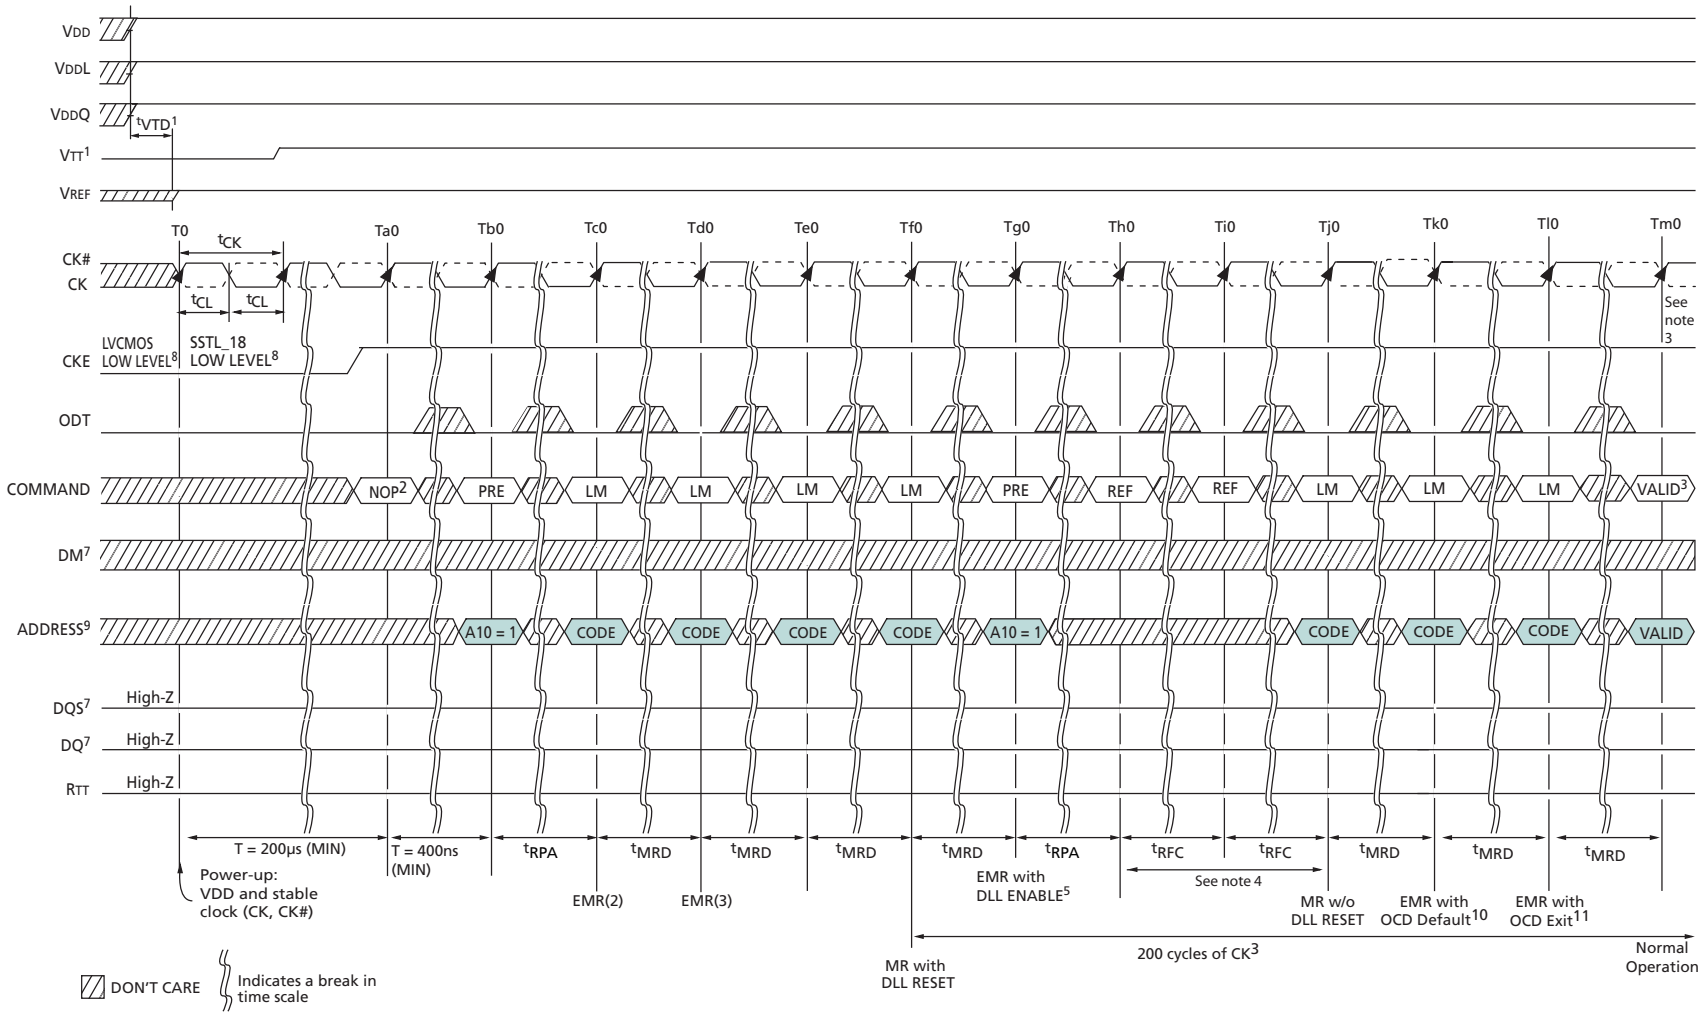 VDD
VDDL
VDDQ
tVTD1
VTT1
VREF
T0 Ta0 Tb0 Tc0 Td0 Te0 Tf0 Tg0 Th0 Ti0 Tj0 Tk0 Tl0 Tm0
tCK
CK#
CK
tCL tCL
See
note
3
CKE
LVCMOS
LOW LEVEL8
SSTL_18
LOW LEVEL8
ODT
COMMAND NOP2 PRE LM LM LM LM PRE REF REF LM LM LM VALID3
DM7
ADDRESS9 A10 = 1 CODE CODE CODE CODE A10 = 1 CODE CODE CODE VALID
DQS7 High-Z
DQ7 High-Z
RTT High-Z
T = 200µs (MIN)
T = 400ns
(MIN)
tRPA tMRD tMRD tMRD tMRD tRPA tRFC tRFC tMRD tMRD tMRD
See note 4
Power-up:
VDD and stable
clock (CK, CK#)
EMR(2)
EMR(3)
EMR with
DLL ENABLE5
MR w/o
DLL RESET
EMR with
OCD Default10
EMR with
OCD Exit11
200 cycles of CK3
Normal
Operation
MR with
DLL RESET
DON'T CARE
Indicates a break in
time scale